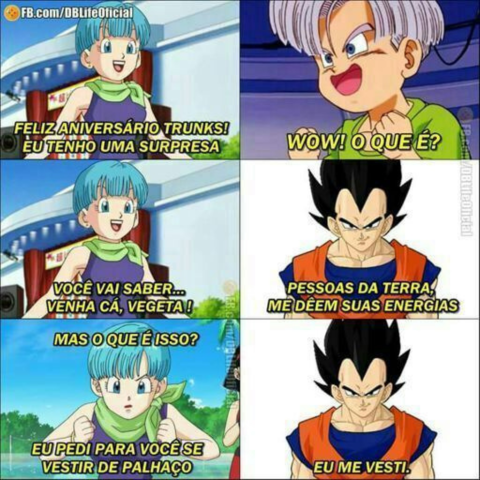 FB.com/DBLifeOficial
FELIZ ANIVERSÁRIO TRUNKS!
EU TENHO UMA SURPRESA
WOW! O QUE É?
VOCÊ VAI SABER...
VENHA CÁ, VEGETA!
PESSOAS DA TERRA,
ME DÊEM SUAS ENERGIAS
MAS O QUE É ISSO?
EU PEDI PARA VOCÊ SE
VESTIR DE PALHAÇO
EU ME VESTI.